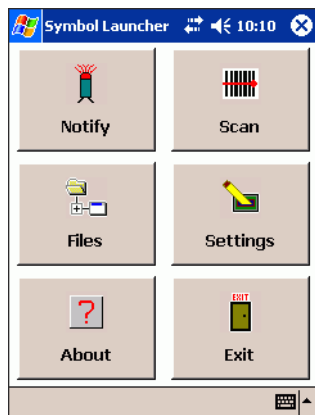 Symbol Launcher 10:10
Notify
Scan
Files
Settings
About
EXIT
Exit